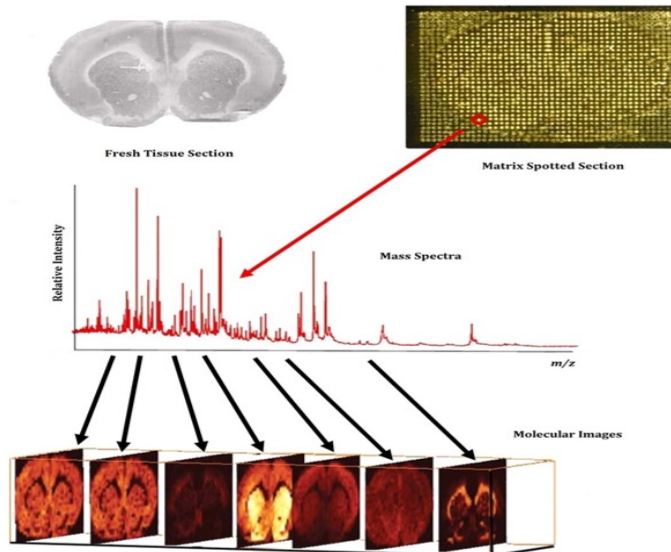 Fresh Tissue Section
Matrix Spotted Section
Relative Intensity
Mass Spectra
m/z
Molecular Images